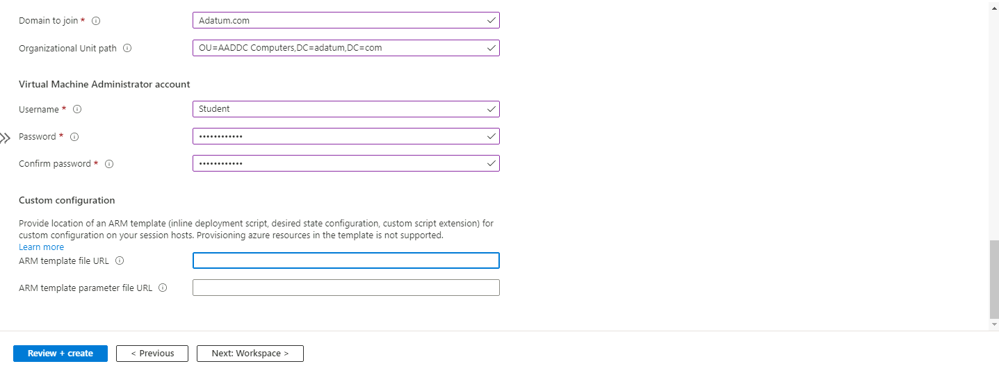 Domain to join *
Adatum.com
Organizational Unit path
OU=AADDC Computers,DC=adatum,DC=com
Virtual Machine Administrator account
Username *
Student
Password *
••••••••••••
Confirm password *
••••••••••••
Custom configuration
Provide location of an ARM template (inline deployment script, desired state configuration, custom script extension) for
custom configuration on your session hosts. Provisioning azure resources in the template is not supported.
Learn more
ARM template file URL
ARM template parameter file URL
Review + create
< Previous
Next: Workspace >